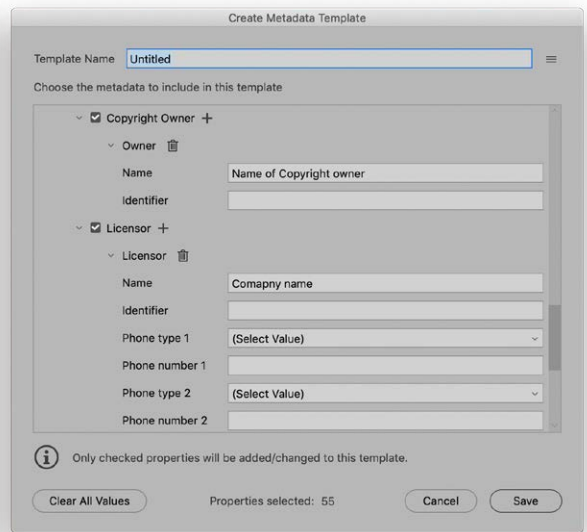 Create Metadata Template
Template Name Untitled
Choose the metadata to include in this template
Copyright Owner +
Owner
Name Name of Copyright owner
Identifier
Licensor +
Licensor
Name Comapny name
Identifier
Phone type 1 (Select Value)
Phone number 1
Phone type 2 (Select Value)
Phone number 2
Only checked properties will be added/changed to this template.
Clear All Values Properties selected: 55 Cancel Save